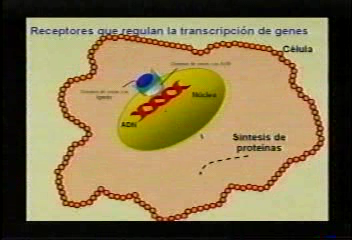 Receptores que regulan la transcripción de genes
Célula
Núcleo
ADN
Síntesis de
proteínas